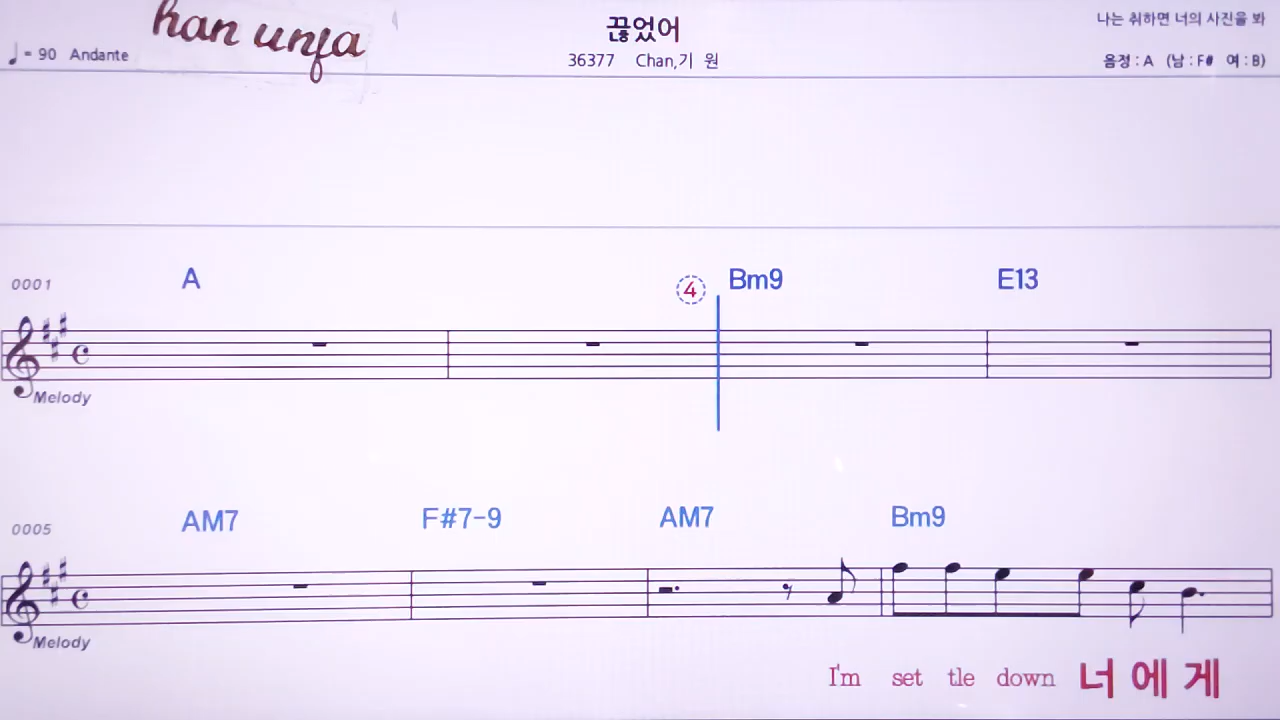 han unja
끊었어
나는 취하면 너의 사진을 봐
♩= 90 Andante
36377 Chan,기 원
음정 : A (남 : F# 여 : B)
0001 A ④ Bm9 E13
Melody
0005 AM7 F#7-9 AM7 Bm9
Melody
I'm set tle down 너 에 게